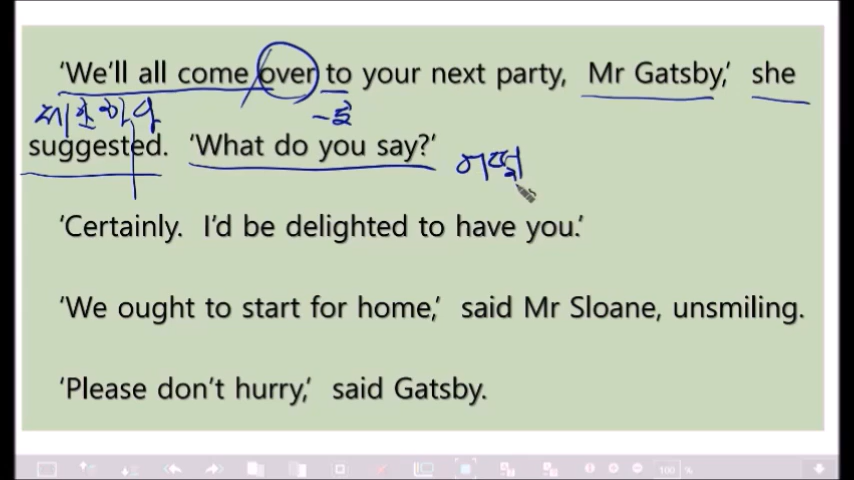 ‘We’ll all come over to your next party, Mr Gatsby,’ she
제안하다 -로
suggested. ‘What do you say?’ 어떻
‘Certainly. I’d be delighted to have you.’
‘We ought to start for home,’ said Mr Sloane, unsmiling.
‘Please don’t hurry,’ said Gatsby.
100 %